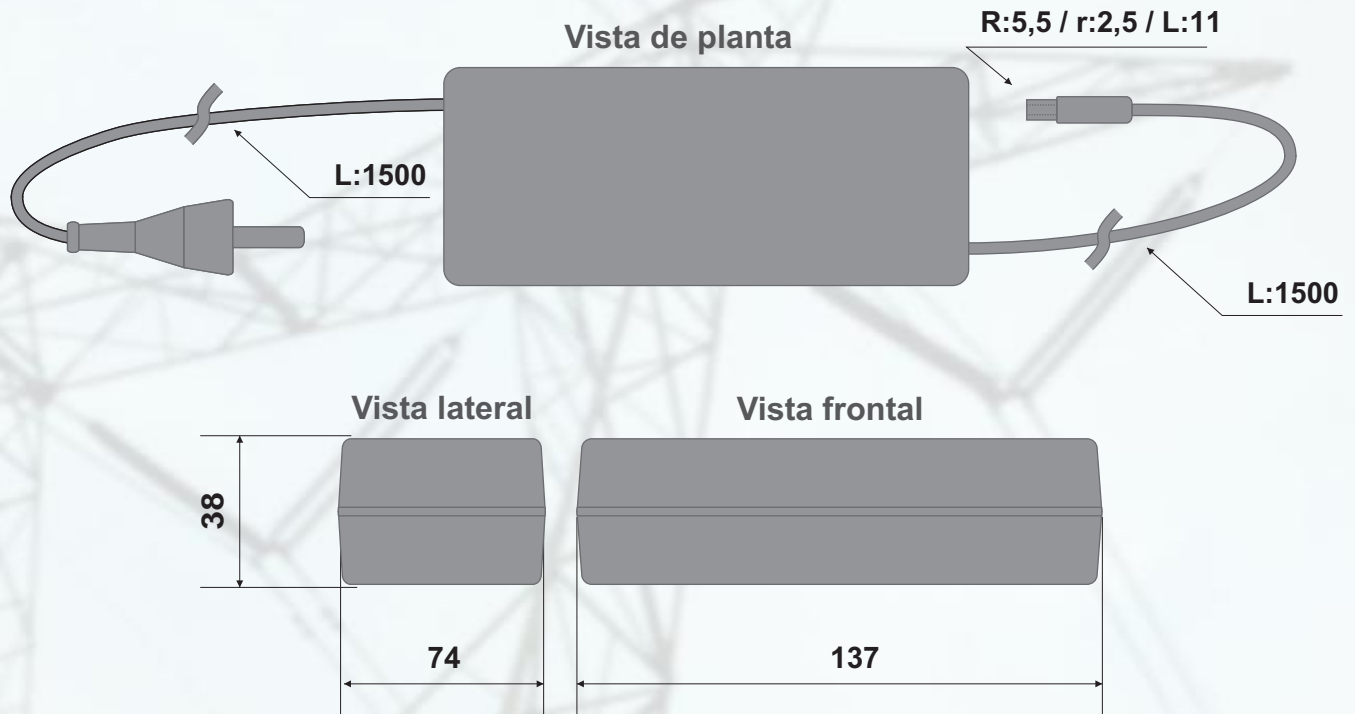 Vista de planta
R:5,5 / r:2,5 / L:11
L:1500
L:1500
Vista lateral
Vista frontal
38
74
137